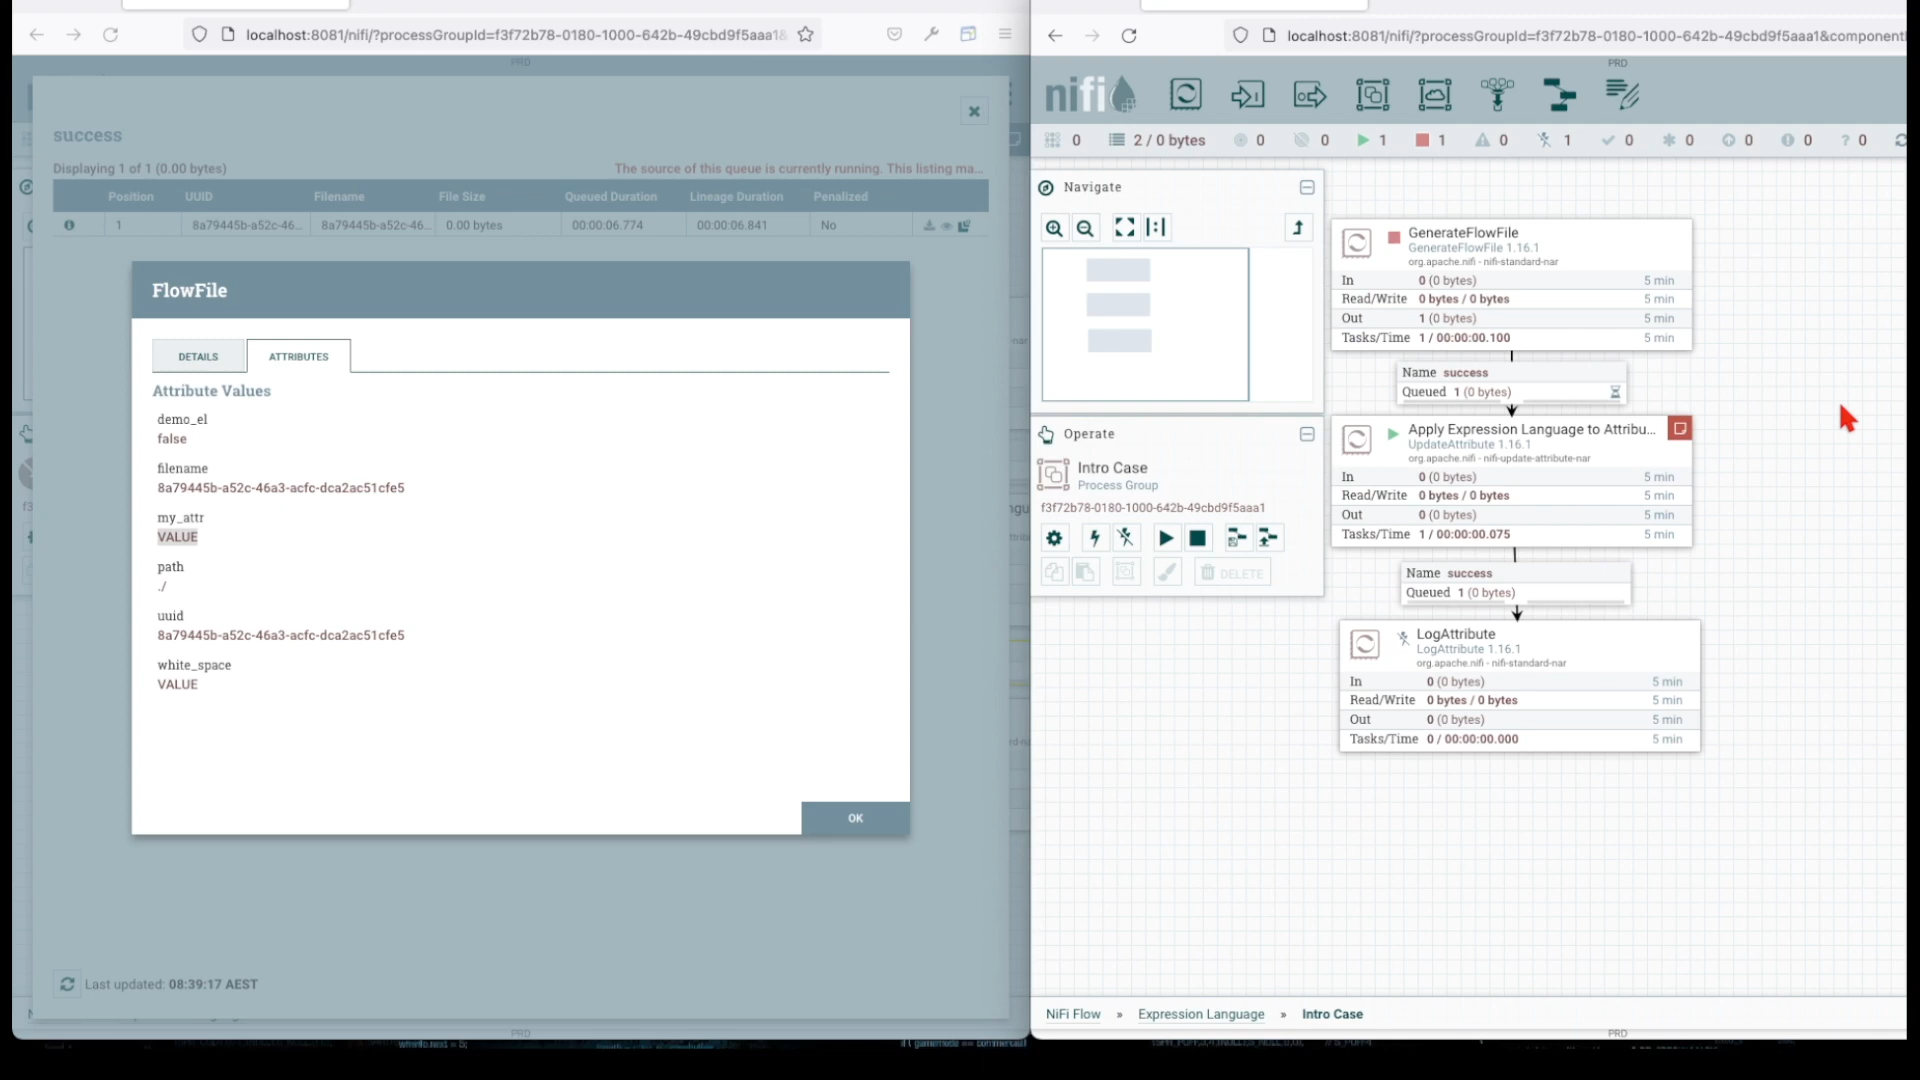 localhost:8081/nifi/?processGroupId=f3f72b78-0180-1000-642b-49cbd9f5aaa1&
PRD
success
Displaying 1 of 1 (0.00 bytes)
The source of this queue is currently running. This listing ma...
Position UUID Filename File Size Queued Duration Lineage Duration Penalized
1 8a79445b-a52c-46... 8a79445b-a52c-46... 0.00 bytes 00:00:06.774 00:00:06.841 No
FlowFile
DETAILS ATTRIBUTES
Attribute Values
demo_el
false
filename
8a79445b-a52c-46a3-acfc-dca2ac51cfe5
my_attr
VALUE
path
./
uuid
8a79445b-a52c-46a3-acfc-dca2ac51cfe5
white_space
VALUE
OK
Last updated: 08:39:17 AEST
PRD
localhost:8081/nifi/?processGroupId=f3f72b78-0180-1000-642b-49cbd9f5aaa1&component
PRD
nifi
0 2 / 0 bytes 0 0 1 1 0 1 0 0 0 0 ? 0
Navigate
Operate
Intro Case
Process Group
f3f72b78-0180-1000-642b-49cbd9f5aaa1
DELETE
GenerateFlowFile
GenerateFlowFile 1.16.1
org.apache.nifi - nifi-standard-nar
In 0 (0 bytes) 5 min
Read/Write 0 bytes / 0 bytes 5 min
Out 1 (0 bytes) 5 min
Tasks/Time 1 / 00:00:00.100 5 min
Name success
Queued 1 (0 bytes)
Apply Expression Language to Attribu...
UpdateAttribute 1.16.1
org.apache.nifi - nifi-update-attribute-nar
In 0 (0 bytes) 5 min
Read/Write 0 bytes / 0 bytes 5 min
Out 0 (0 bytes) 5 min
Tasks/Time 1 / 00:00:00.075 5 min
Name success
Queued 1 (0 bytes)
LogAttribute
LogAttribute 1.16.1
org.apache.nifi - nifi-standard-nar
In 0 (0 bytes) 5 min
Read/Write 0 bytes / 0 bytes 5 min
Out 0 (0 bytes) 5 min
Tasks/Time 0 / 00:00:00.000 5 min
NiFi Flow » Expression Language » Intro Case
PRD